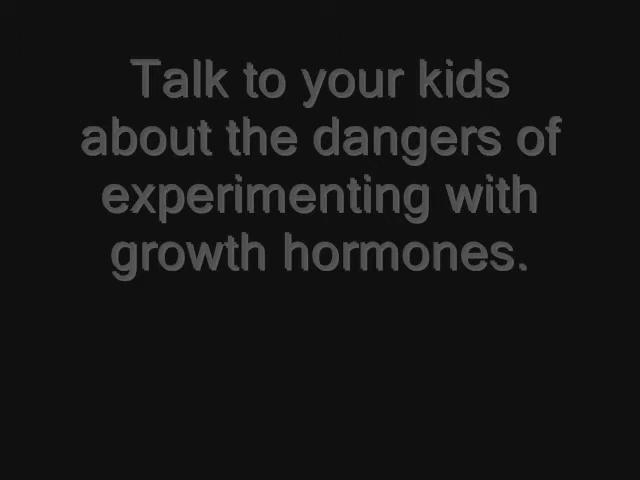 Talk to your kids
about the dangers of
experimenting with
growth hormones.